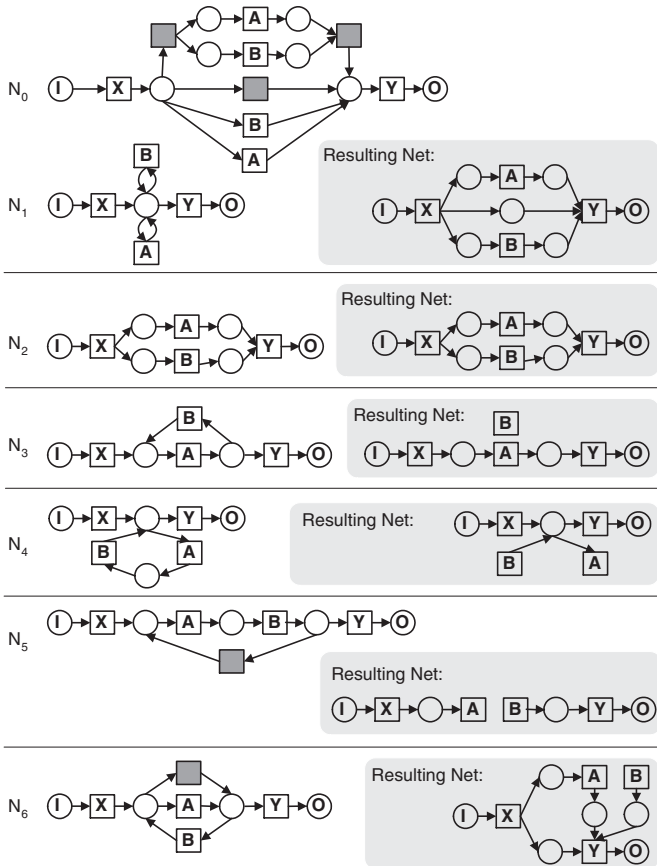 A
B
N0 I X Y O
B
A
B
N1 I X Y O
A
Resulting Net:
A
I X Y O
B
N2 I X A Y O
B
Resulting Net:
A
I X Y O
B
B
N3 I X A Y O
Resulting Net:
B
I X A Y O
N4 I X Y O
B A
Resulting Net:
I X Y O
B A
N5 I X A B Y O
Resulting Net:
I X A B Y O
N6 I X A Y O
B
Resulting Net:
A B
I X
Y O